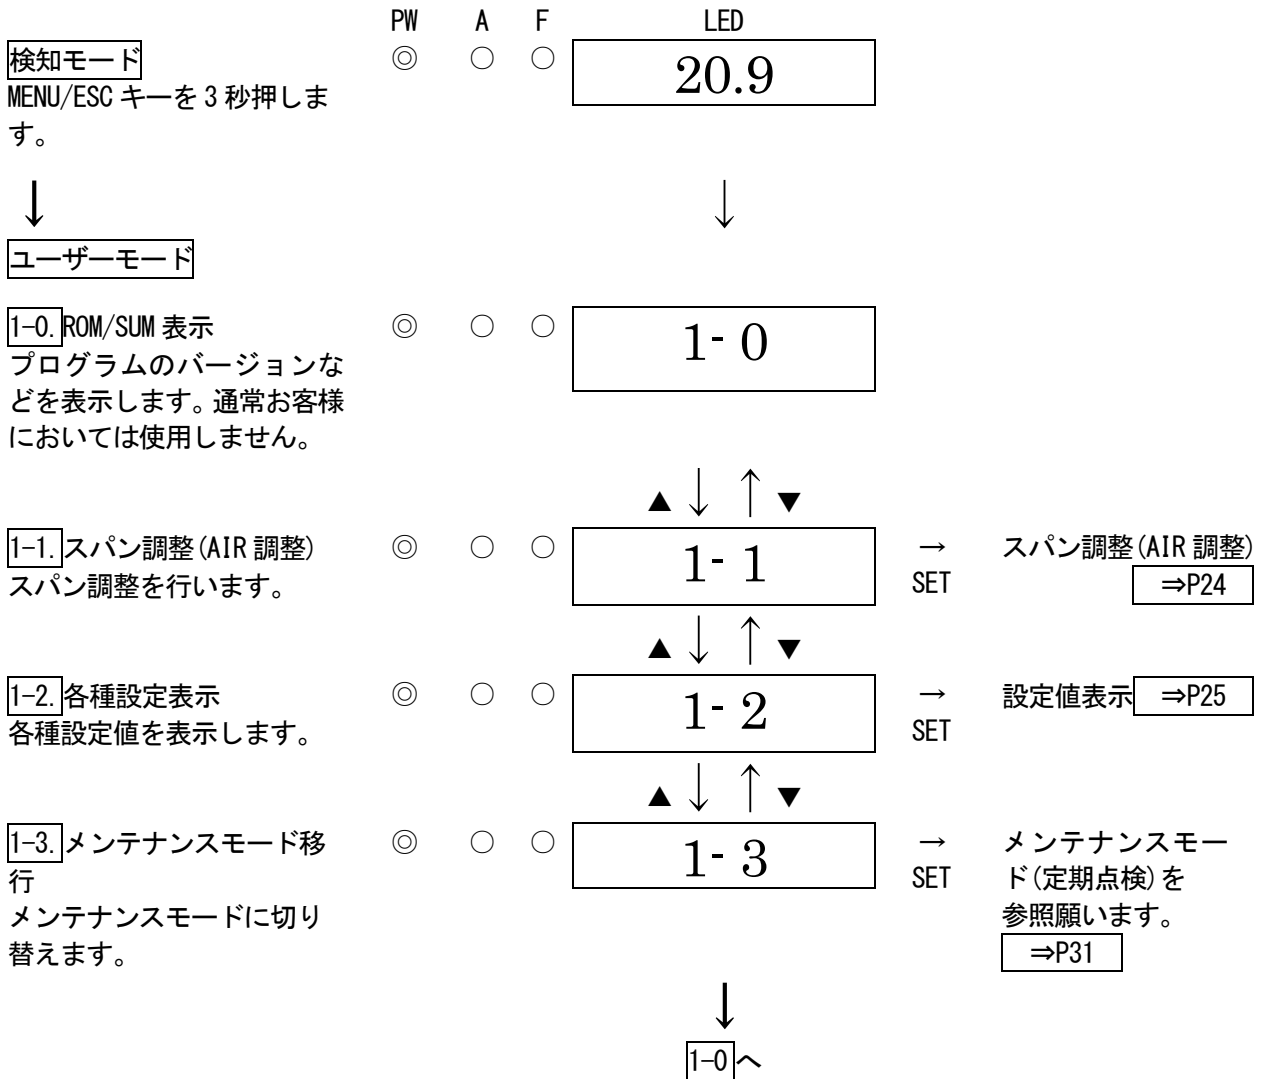 PW A F LED
検知モード ◎ ○ ○ 20.9
MENU/ESC キーを 3 秒押しま
す。
↓ ↓
ユーザーモード
1-0. ROM/SUM 表示 ◎ ○ ○ 1- 0
プログラムのバージョンな
どを表示します。通常お客様
においては使用しません。
▲ ↓ ↑ ▼
1-1. スパン調整(AIR 調整) ◎ ○ ○ 1- 1 → スパン調整(AIR 調整)
スパン調整を行います。 SET ⇒P24
▲ ↓ ↑ ▼
1-2. 各種設定表示 ◎ ○ ○ 1- 2 → 設定値表示 ⇒P25
各種設定値を表示します。 SET
▲ ↓ ↑ ▼
1-3. メンテナンスモード移 ◎ ○ ○ 1- 3 → メンテナンスモー
行 SET ド(定期点検)を
メンテナンスモードに切り 参照願います。
替えます。 ⇒P31
↓
1-0 へ